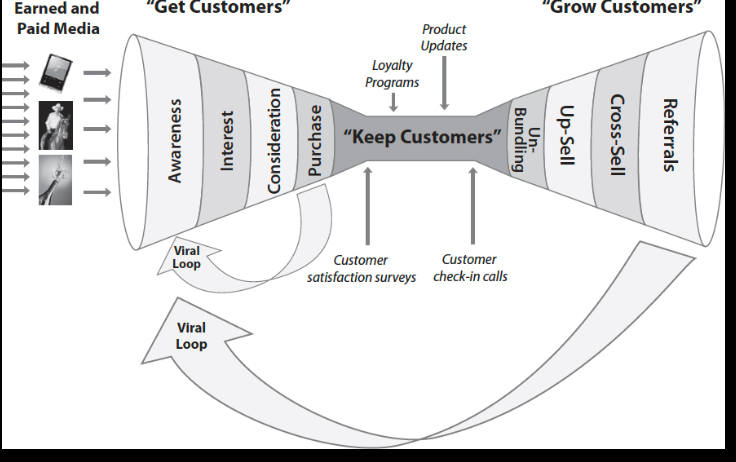 Earned and
Paid Media
“Get Customers”
“Grow Customers”
Product
Updates
Loyalty
Programs
Awareness
Interest
Consideration
Purchase
“Keep Customers”
Un-
Bundling
Up-Sell
Cross-Sell
Referrals
Viral
Loop
Customer
satisfaction surveys
Customer
check-in calls
Viral
Loop